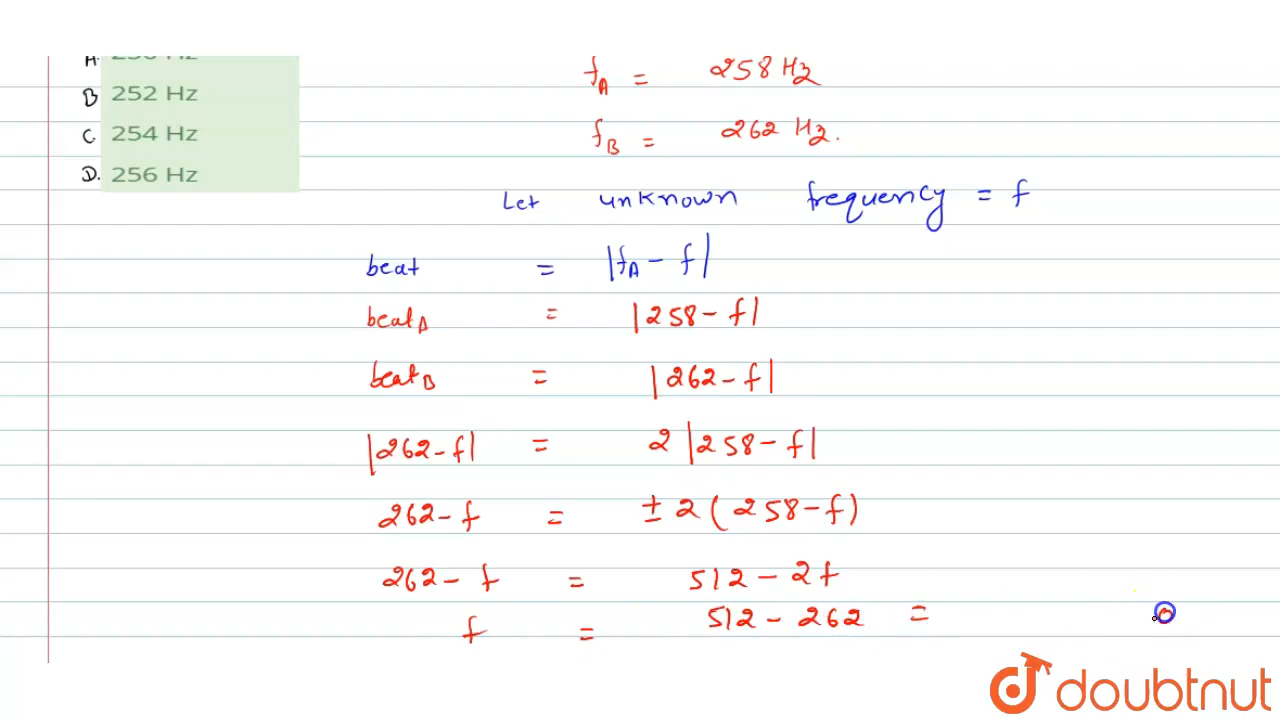 A.
B 252 Hz
C 254 Hz
D. 256 Hz
fA = 258 Hz
fB = 262 Hz.
Let unknown frequency = f
beat = |fA - f|
beatA = |258 - f|
beatB = |262 - f|
|262 - f| = 2 |258 - f|
262 - f = ± 2 ( 258 - f)
262 - f = 512 - 2f
f = 512 - 262 =
doubtnut